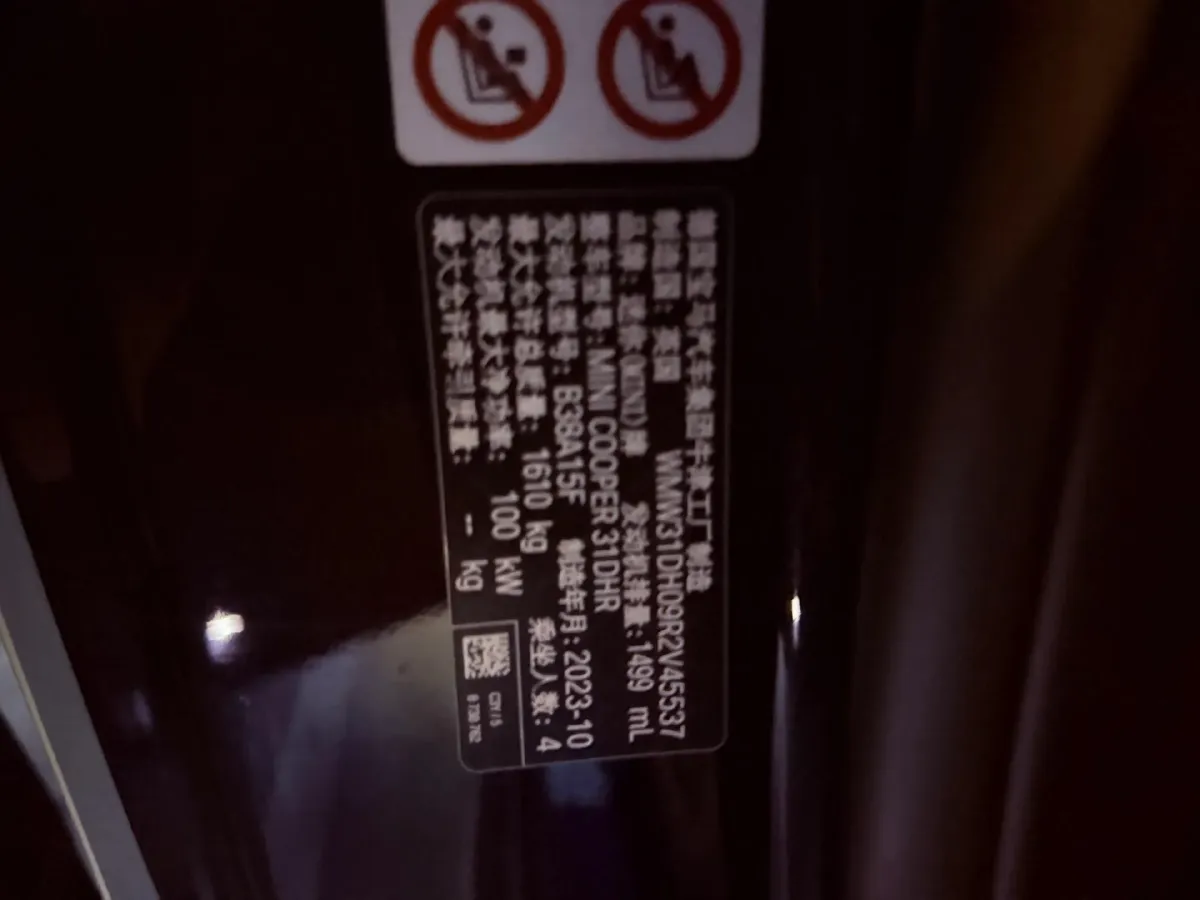 德国宝马汽车集团牛津工厂制造
制造国：英国 WMW31DH09R2V45537
品牌：迷你(MINI)牌 发动机排量：1499 mL
整车型号：MINI COOPER 31DHR
发动机型号：B38A15F 制造年月：2023-10
最大允许总质量：1610 kg 乘坐人数：4
发动机最大净功率：100 kW
最大允许牵引质量：-- kg
C3Y / 5